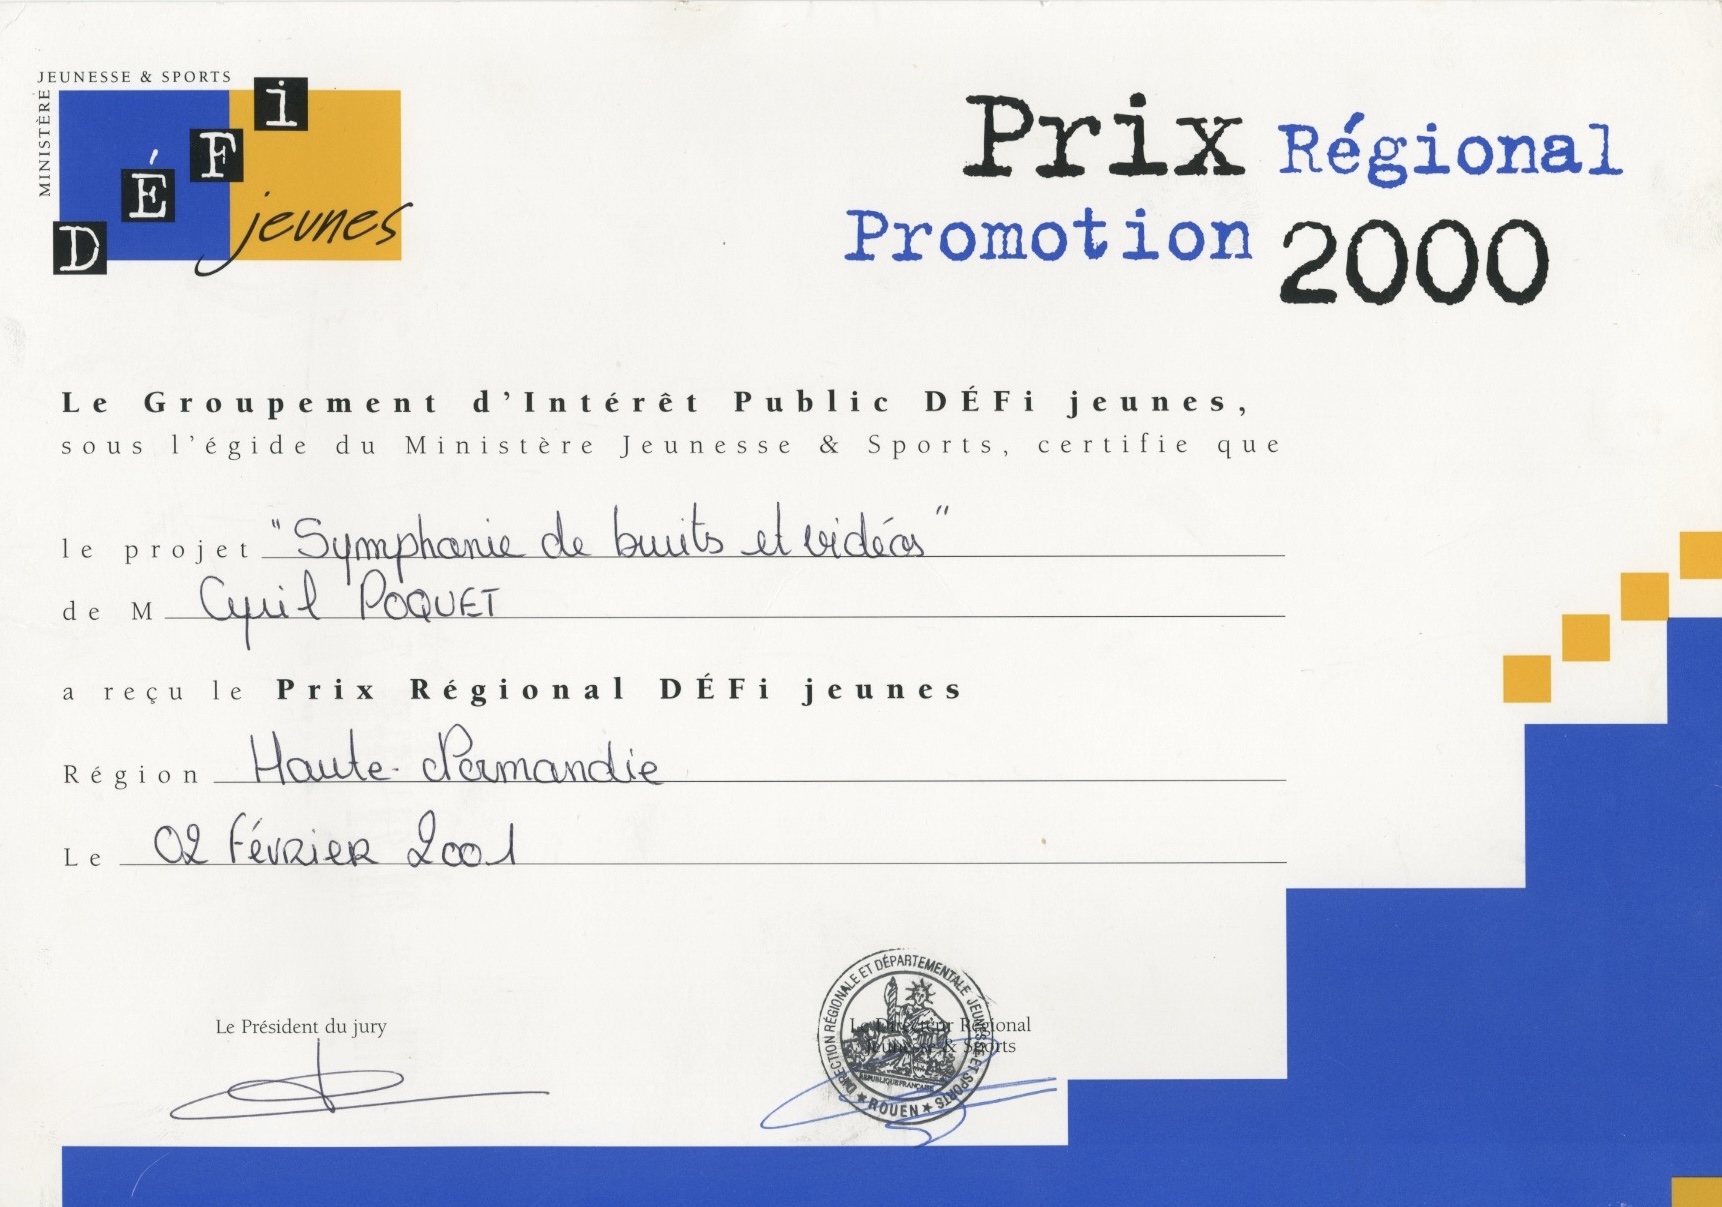 JEUNESSE & SPORTS
MINISTÈRE
DÉFi
jeunes
Prix Régional
Promotion 2000
Le Groupement d'Intérêt Public DÉFi jeunes,
sous l'égide du Ministère Jeunesse & Sports, certifie que
le projet "Symphonie de bruits et vidéos"
de M Cyril POQUET
a reçu le Prix Régional DÉFi jeunes
Région Haute-Normandie
Le 02 Février 2001
Le Président du jury
Le Directeur Régional
Jeunesse & Sports
DIRECTION RÉGIONALE ET DÉPARTEMENTALE JEUNESSE ET SPORTS
RÉPUBLIQUE FRANÇAISE
★ ROUEN ★